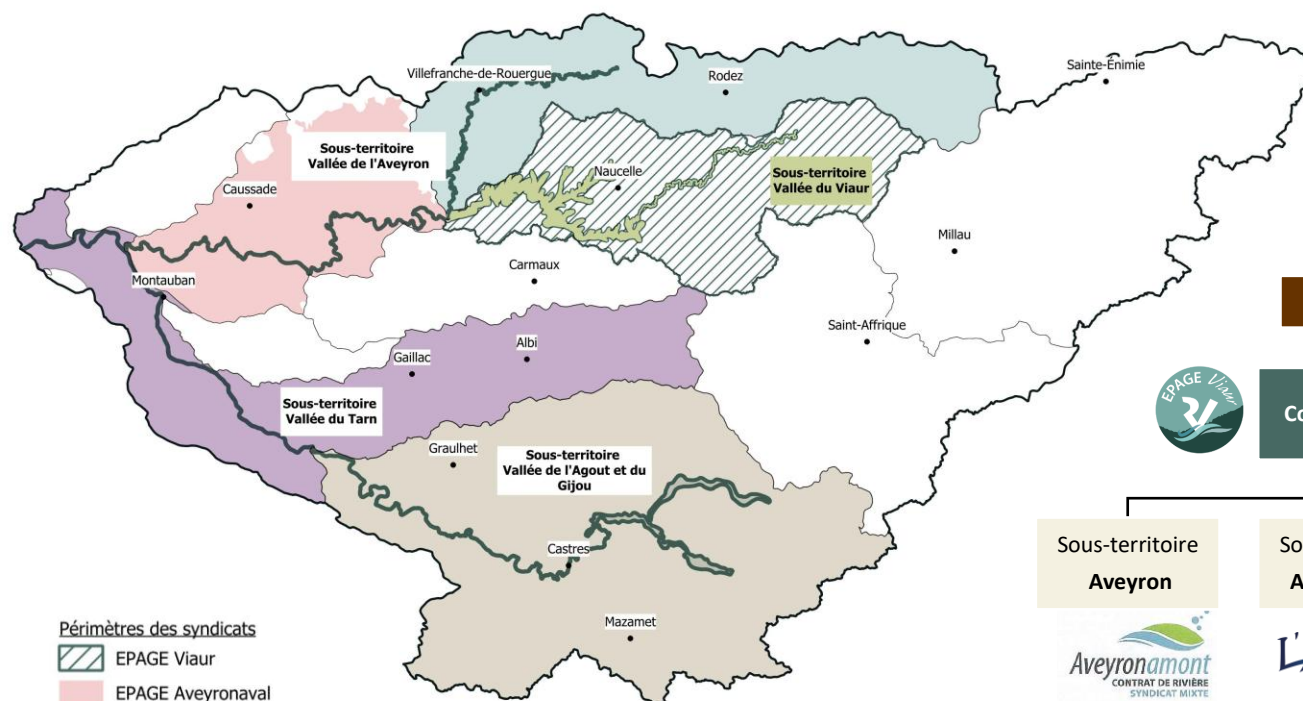 Sainte-Énimie
Villefranche-de-Rouergue
Rodez
Sous-territoire
Vallée de l'Aveyron
Caussade
Naucelle
Sous-territoire
Vallée du Viaur
Millau
Carmaux
Montauban
Saint-Affrique
Albi
Gaillac
Sous-territoire
Vallée du Tarn
Graulhet
Sous-territoire
Vallée de l'Agout et du
Gijou
Castres
Mazamet
Périmètres des syndicats
EPAGE Viaur
EPAGE Aveyronaval
EPAGE Viaur
Co
Sous-territoire
Aveyron
So
A
Aveyronamont
CONTRAT DE RIVIÈRE
SYNDICAT MIXTE
L'